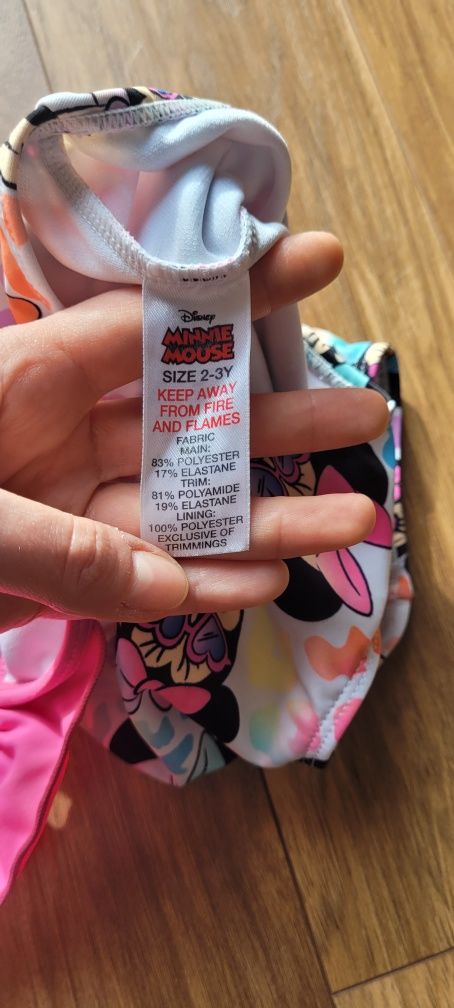 Disney
MINNIE
MOUSE
SIZE 2-3Y
KEEP AWAY
FROM FIRE
AND FLAMES
FABRIC
MAIN:
83% POLYESTER
17% ELASTANE
TRIM:
81% POLYAMIDE
19% ELASTANE
LINING:
100% POLYESTER
EXCLUSIVE OF
TRIMMINGS